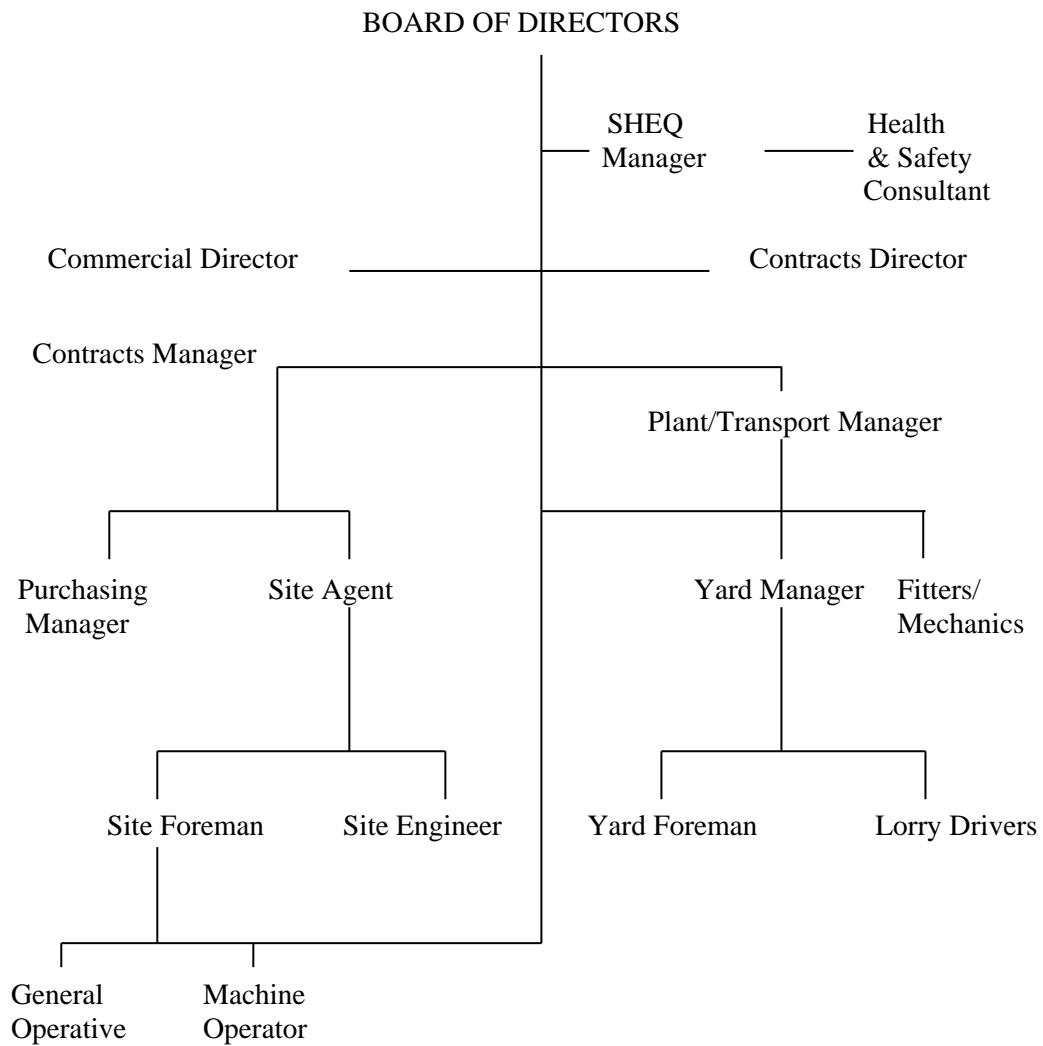 BOARD OF DIRECTORS
SHEQ
Manager
Health
& Safety
Consultant
Commercial Director
Contracts Director
Contracts Manager
Plant/Transport Manager
Purchasing
Manager
Site Agent
Yard Manager
Fitters/
Mechanics
Site Foreman
Site Engineer
Yard Foreman
Lorry Drivers
General
Operative
Machine
Operator